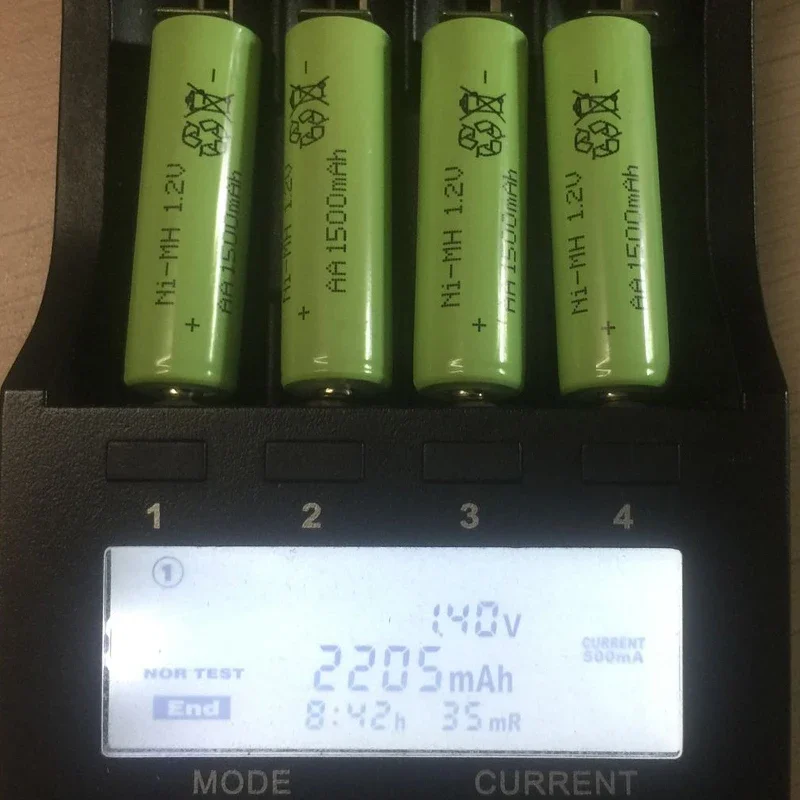 Ni-MH 1.2V
AA 1500mAh
Ni-MH 1.2V
AA 1500mAh
Ni-MH 1.2V
AA 1500mAh
Ni-MH 1.2V
AA 1500mAh
1 2 3 4
1
1.40V
CURRENT
500mA
NOR TEST
2205mAh
End
8:42h 35mR
MODE CURRENT